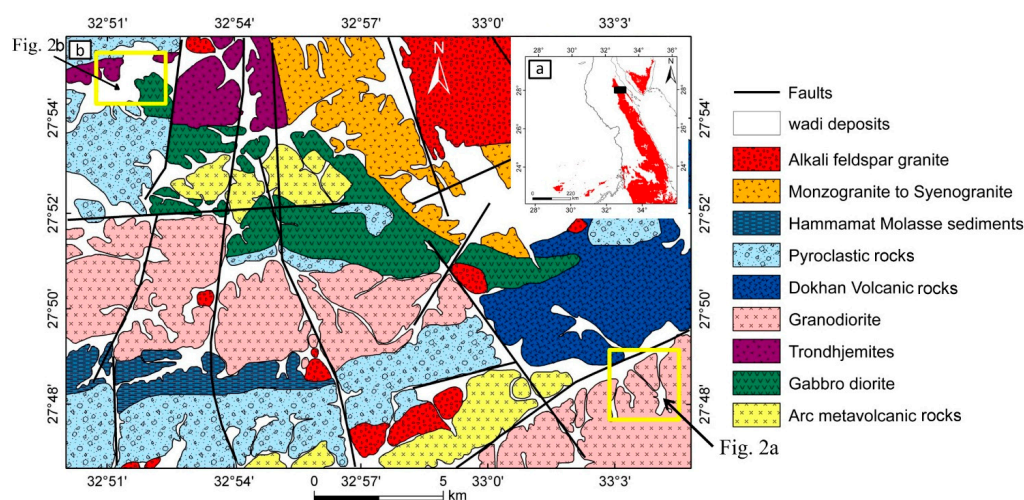 32°51' 32°54' 32°57' 33°0' 33°3'
Fig. 2b
b
N
a
28° 30° 32° 34° 36°
N
28°
26°
24°
28°
26°
24°
0 220
km
28° 30° 32° 34°
27°54'
27°52'
27°50'
27°48'
27°54'
27°52'
27°50'
27°48'
Faults
wadi deposits
Alkali feldspar granite
Monzogranite to Syenogranite
Hammamat Molasse sediments
Pyroclastic rocks
Dokhan Volcanic rocks
Granodiorite
Trondhjemites
Gabbro diorite
Arc metavolcanic rocks
Fig. 2a
32°51' 32°54' 32°57' 33°0' 33°3'
0 5
km